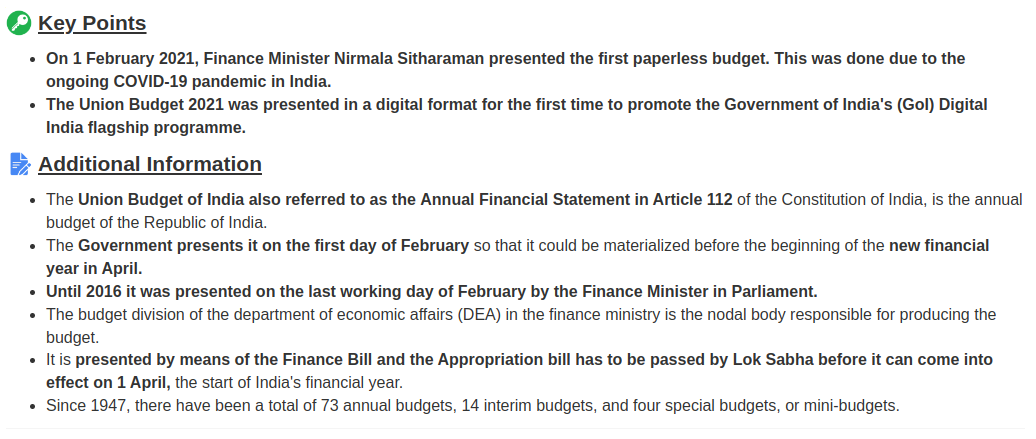 Key Points
On 1 February 2021, Finance Minister Nirmala Sitharaman presented the first paperless budget. This was done due to the
ongoing COVID-19 pandemic in India.
The Union Budget 2021 was presented in a digital format for the first time to promote the Government of India's (GoI) Digital
India flagship programme.
Additional Information
The Union Budget of India also referred to as the Annual Financial Statement in Article 112 of the Constitution of India, is the annual
budget of the Republic of India.
The Government presents it on the first day of February so that it could be materialized before the beginning of the new financial
year in April.
Until 2016 it was presented on the last working day of February by the Finance Minister in Parliament.
The budget division of the department of economic affairs (DEA) in the finance ministry is the nodal body responsible for producing the
budget.
It is presented by means of the Finance Bill and the Appropriation bill has to be passed by Lok Sabha before it can come into
effect on 1 April, the start of India's financial year.
Since 1947, there have been a total of 73 annual budgets, 14 interim budgets, and four special budgets, or mini-budgets.